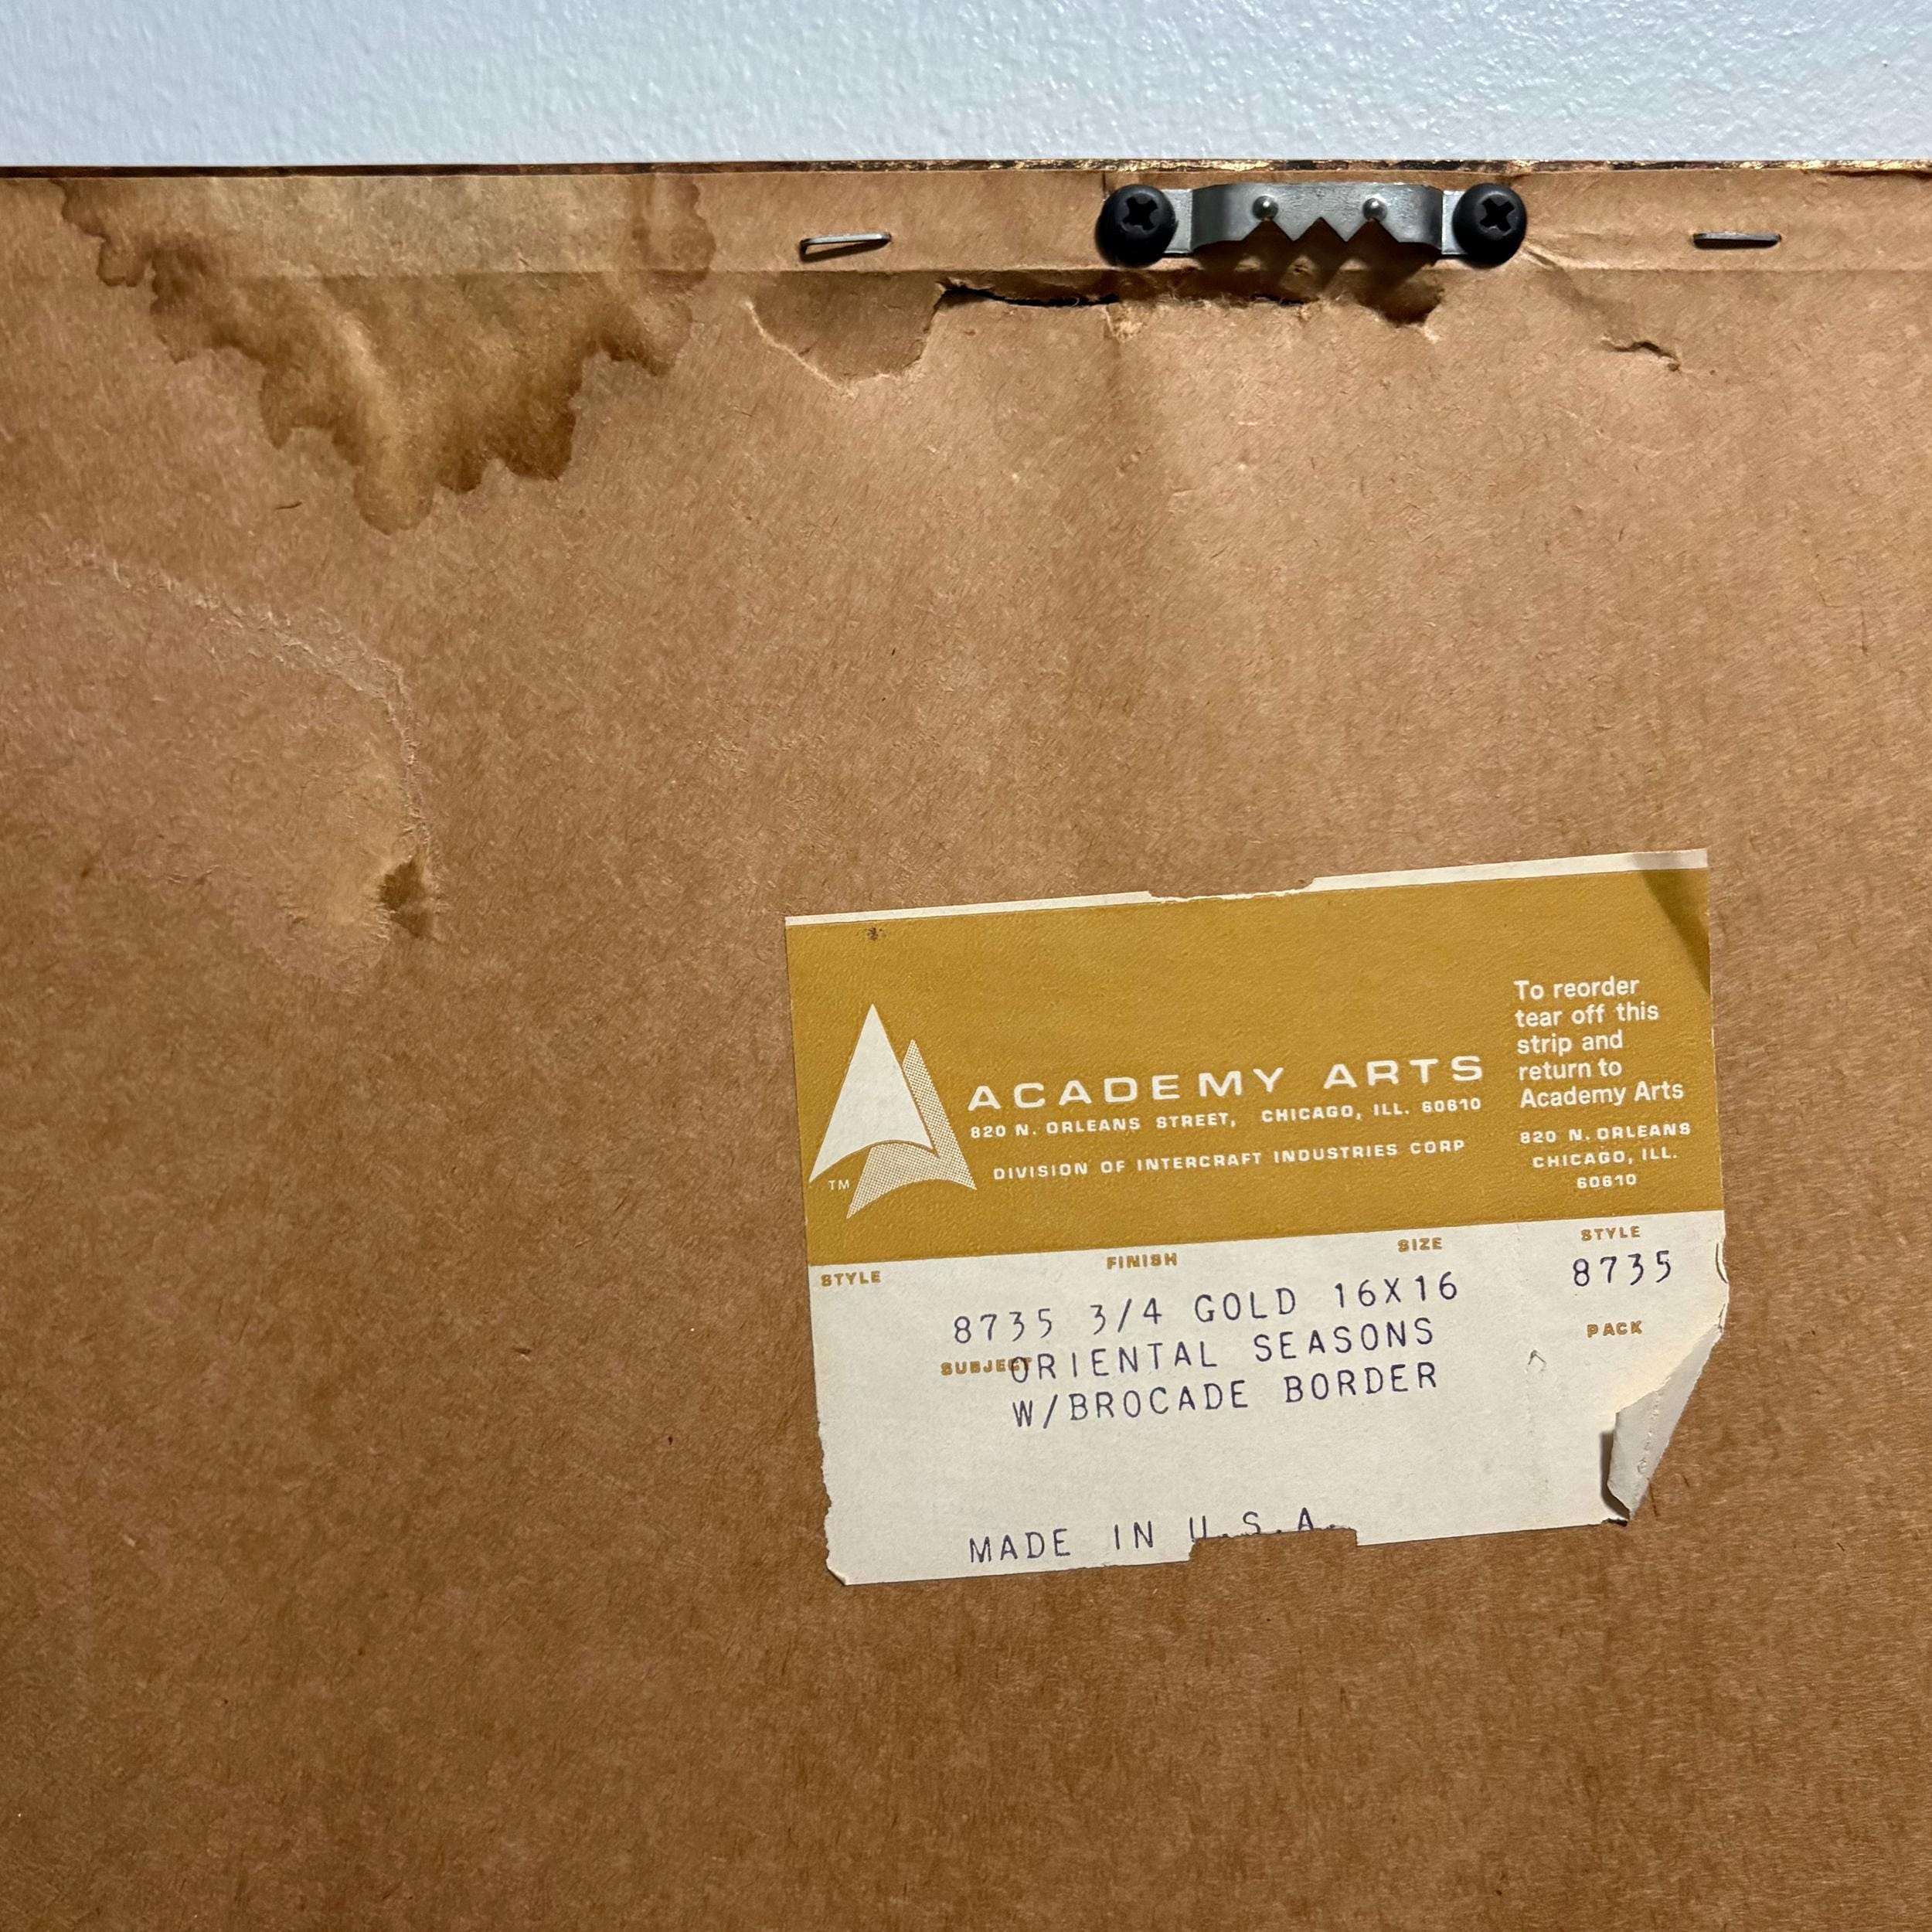 ACADEMY ARTS
820 N. ORLEANS STREET, CHICAGO, ILL. 60610
DIVISION OF INTERCRAFT INDUSTRIES CORP
TM
To reorder
tear off this
strip and
return to
Academy Arts
820 N. ORLEANS
CHICAGO, ILL.
60610
STYLE FINISH SIZE
8735 3/4 GOLD 16X16
SUBJECT ORIENTAL SEASONS
W/BROCADE BORDER
MADE IN U.S.A.
STYLE
8735
PACK